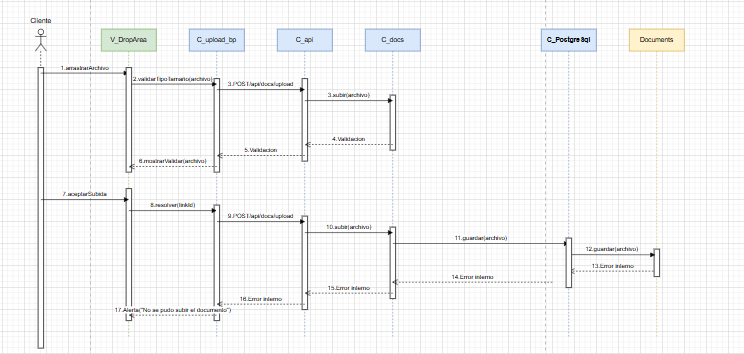 Cliente
V_DropArea
C_upload_bp
C_api
C_docs
C_Postgre Sql
Documents
1.arrastrarArchivo
2.validarTipoTamaño(archivo)
3.POST/api/docs/upload
3.subir(archivo)
4.Validacion
5.Validacion
6.mostrarValidar(archivo)
7.aceptarSubida
8.resolver(linkId)
9.POST/api/docs/upload
10.subir(archivo)
11.guardar(archivo)
12.guardar(archivo)
13.Error interno
14.Error interno
15.Error interno
16.Error interno
17.Alerta("No se pudo subir el documento")